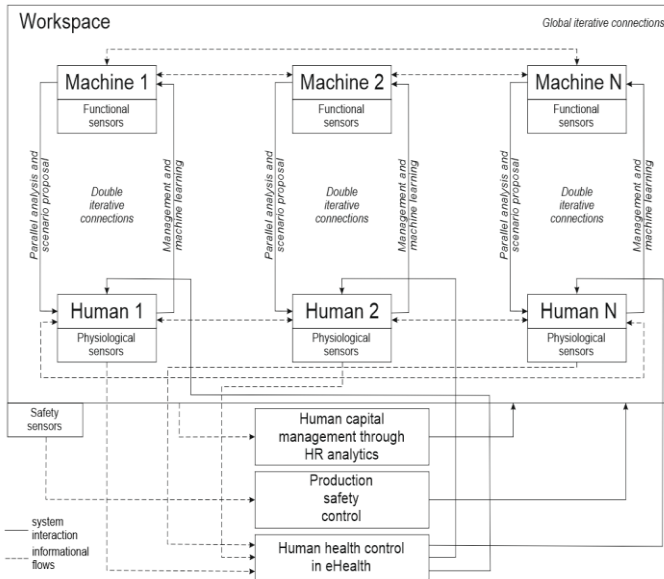 Workspace
Global iterative connections
Machine 1
Functional
sensors
Machine 2
Functional
sensors
Machine N
Functional
sensors
Parallel analysis and
scenario proposal
Double
iterative
connections
Management and
machine learning
Parallel analysis and
scenario proposal
Double
iterative
connections
Management and
machine learning
Parallel analysis and
scenario proposal
Double
iterative
connections
Management and
machine learning
Human 1
Physiological
sensors
Human 2
Physiological
sensors
Human N
Physiological
sensors
Safety
sensors
Human capital
management through
HR analytics
Production
safety
control
Human health control
in eHealth
system
interaction
informational
flows